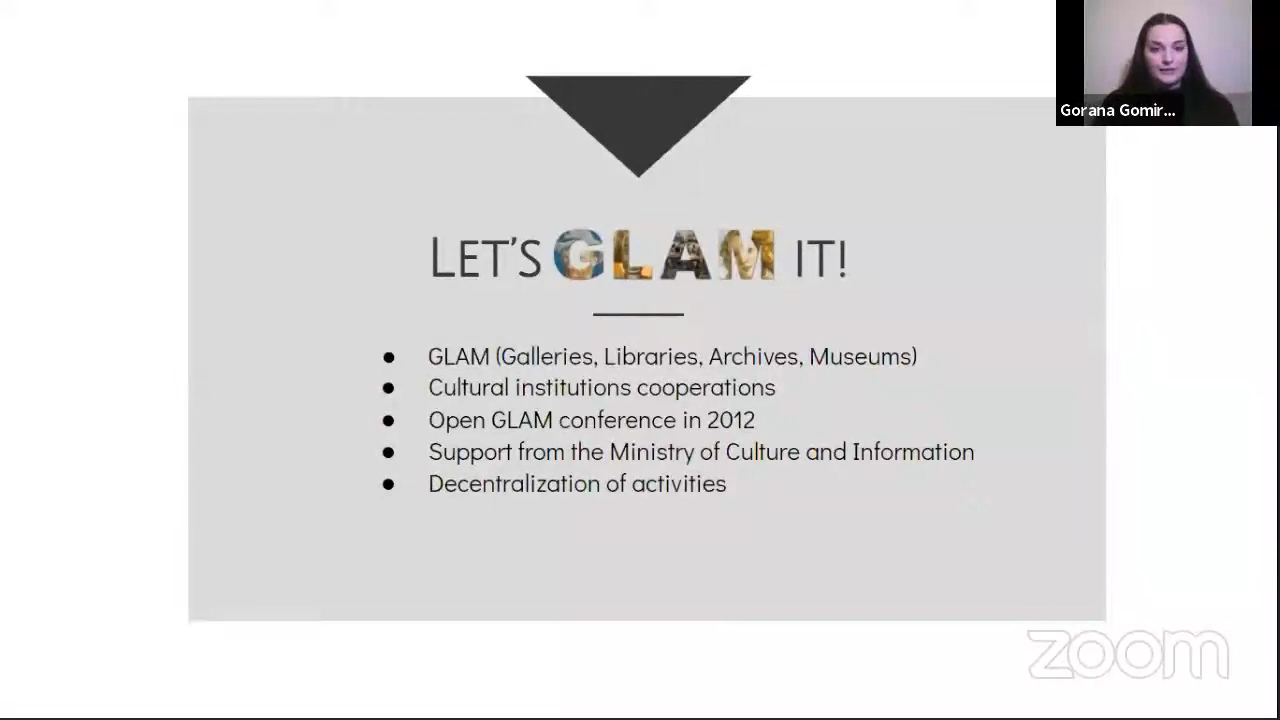 Gorana Gomir...
LET'S GLAM IT!
● GLAM (Galleries, Libraries, Archives, Museums)
● Cultural institutions cooperations
● Open GLAM conference in 2012
● Support from the Ministry of Culture and Information
● Decentralization of activities
zoom